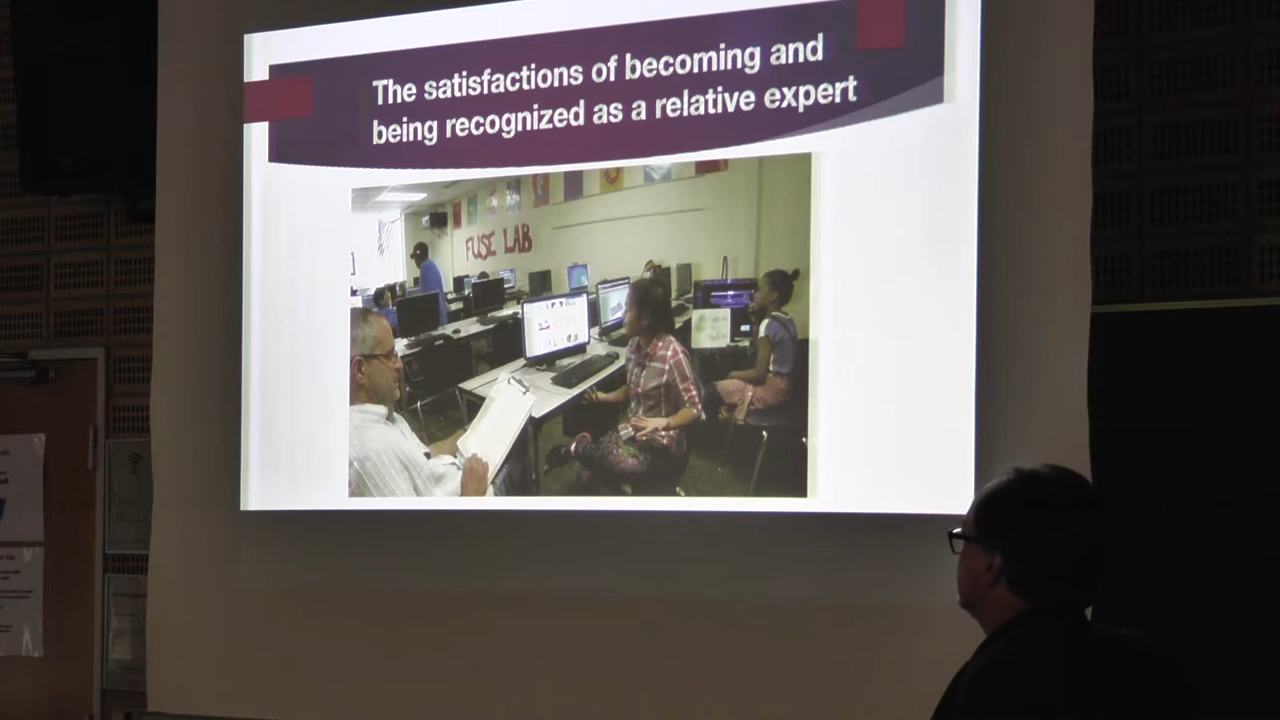 The satisfactions of becoming and
being recognized as a relative expert
FUSE LAB